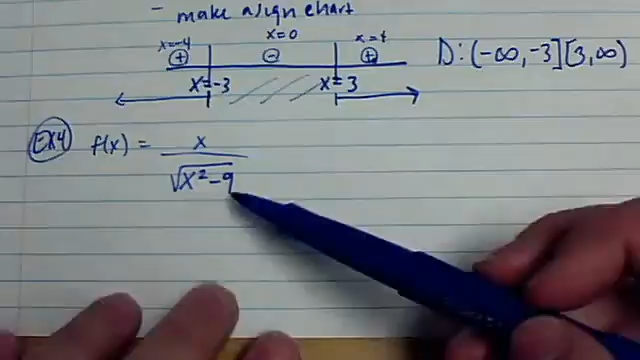 - make a sign chart
x=-4 x=0 x=4
+ - + D: (-∞, -3][3, ∞)
x=-3 x=3
EX4 f(x) = x / √x²-9